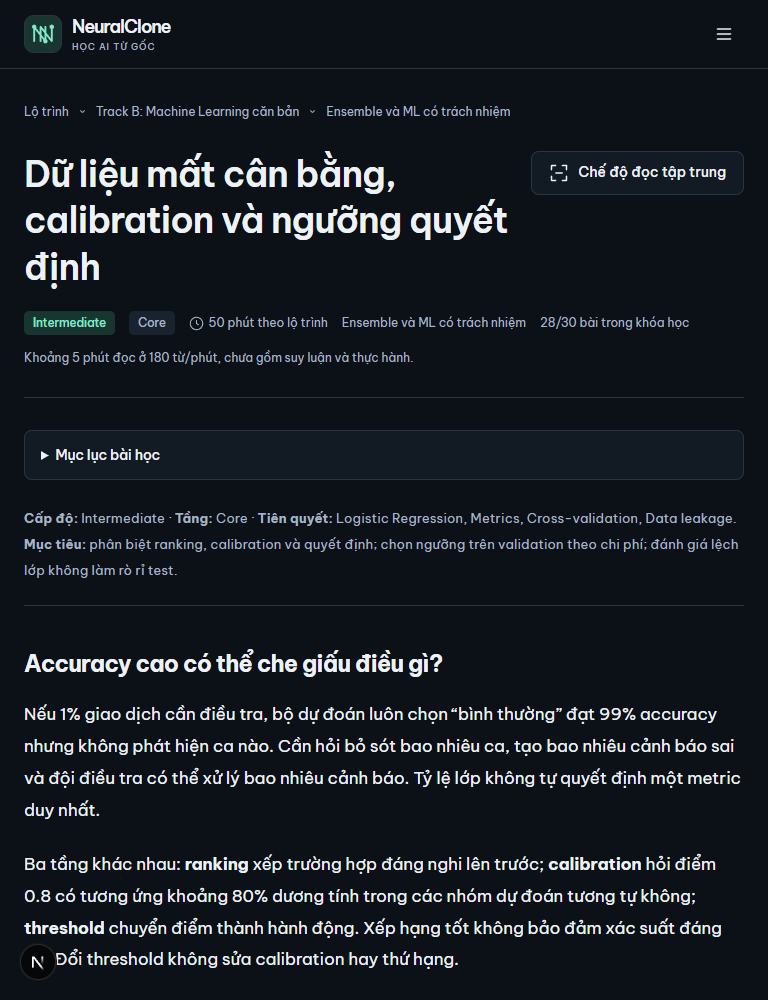 NeuralClone
HỌC AI TỪ GỐC
Lộ trình
Track B: Machine Learning căn bản
Ensemble và ML có trách nhiệm
Dữ liệu mất cân bằng,
calibration và ngưỡng quyết
định
Chế độ đọc tập trung
Intermediate
Core
50 phút theo lộ trình
Ensemble và ML có trách nhiệm
28/30 bài trong khóa học
Khoảng 5 phút đọc ở 180 từ/phút, chưa gồm suy luận và thực hành.
Mục lục bài học
Cấp độ: Intermediate · Tầng: Core · Tiên quyết: Logistic Regression, Metrics, Cross-validation, Data leakage.
Mục tiêu: phân biệt ranking, calibration và quyết định; chọn ngưỡng trên validation theo chi phí; đánh giá lệch
lớp không làm rò rỉ test.
Accuracy cao có thể che giấu điều gì?
Nếu 1% giao dịch cần điều tra, bộ dự đoán luôn chọn “bình thường” đạt 99% accuracy
nhưng không phát hiện ca nào. Cần hỏi bỏ sót bao nhiêu ca, tạo bao nhiêu cảnh báo sai
và đội điều tra có thể xử lý bao nhiêu cảnh báo. Tỷ lệ lớp không tự quyết định một metric
duy nhất.
Ba tầng khác nhau: ranking xếp trường hợp đáng nghi lên trước; calibration hỏi điểm
0.8 có tương ứng khoảng 80% dương tính trong các nhóm dự đoán tương tự không;
threshold chuyển điểm thành hành động. Xếp hạng tốt không bảo đảm xác suất đáng
Đổi threshold không sửa calibration hay thứ hạng.